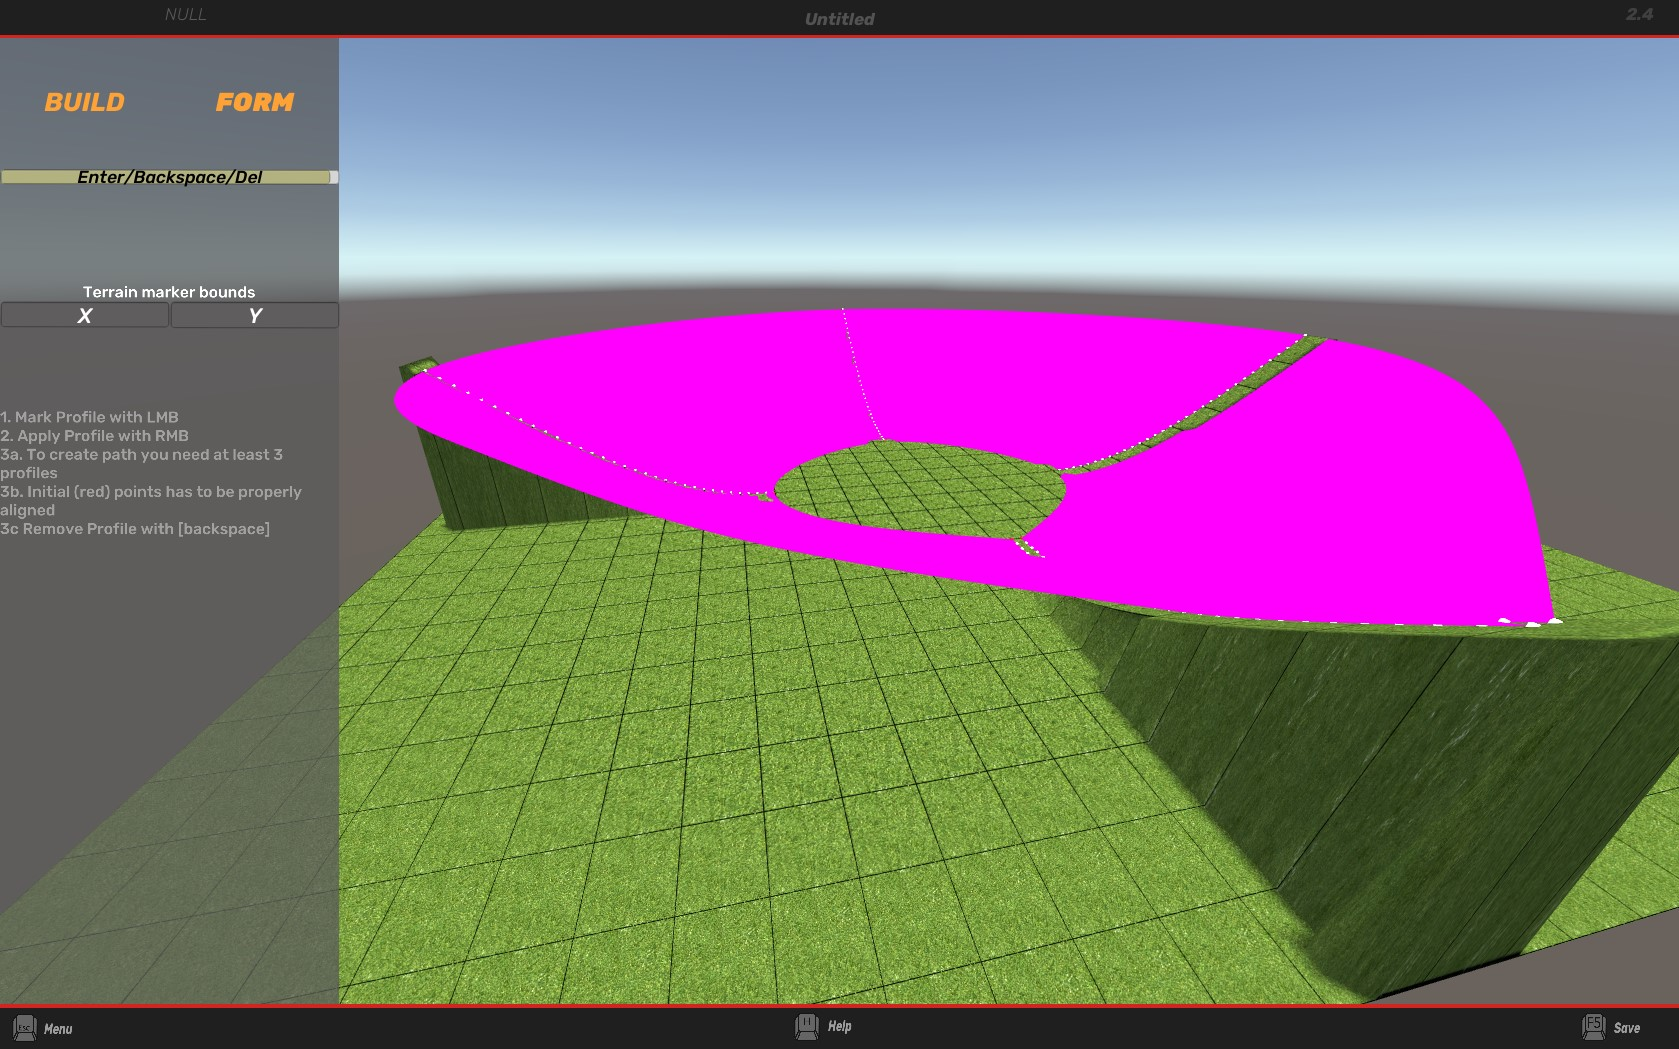 NULL
Untitled
2.4
BUILD
FORM
Enter/Backspace/Del
Terrain marker bounds
X
Y
1. Mark Profile with LMB
2. Apply Profile with RMB
3a. To create path you need at least 3
profiles
3b. Initial (red) points has to be properly
aligned
3c Remove Profile with [backspace]
ESC
Menu
H
Help
F5
Save